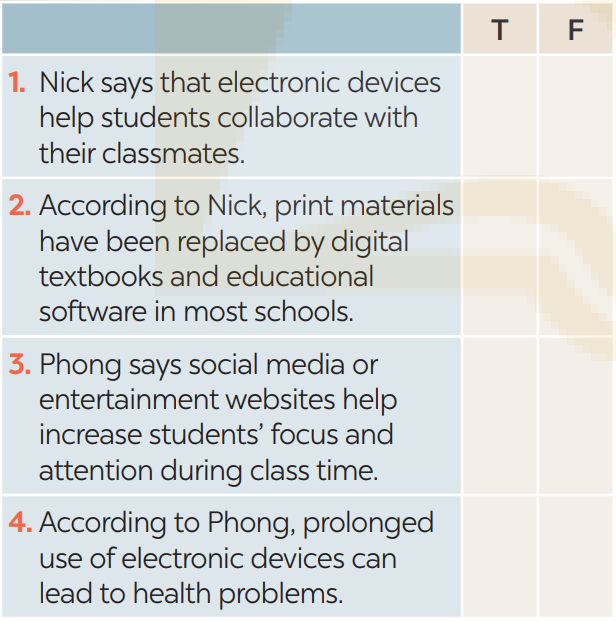 T F
1. Nick says that electronic devices
help students collaborate with
their classmates.
2. According to Nick, print materials
have been replaced by digital
textbooks and educational
software in most schools.
3. Phong says social media or
entertainment websites help
increase students’ focus and
attention during class time.
4. According to Phong, prolonged
use of electronic devices can
lead to health problems.